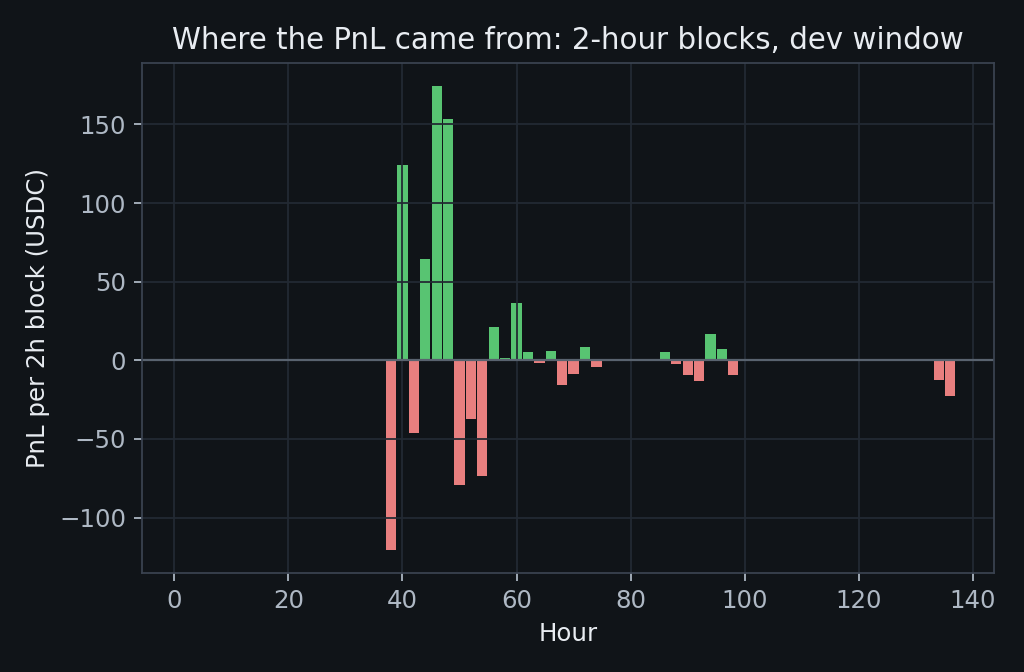 Where the PnL came from: 2-hour blocks, dev window
PnL per 2h block (USDC)
150
100
50
0
−50
−100
0 20 40 60 80 100 120 140
Hour